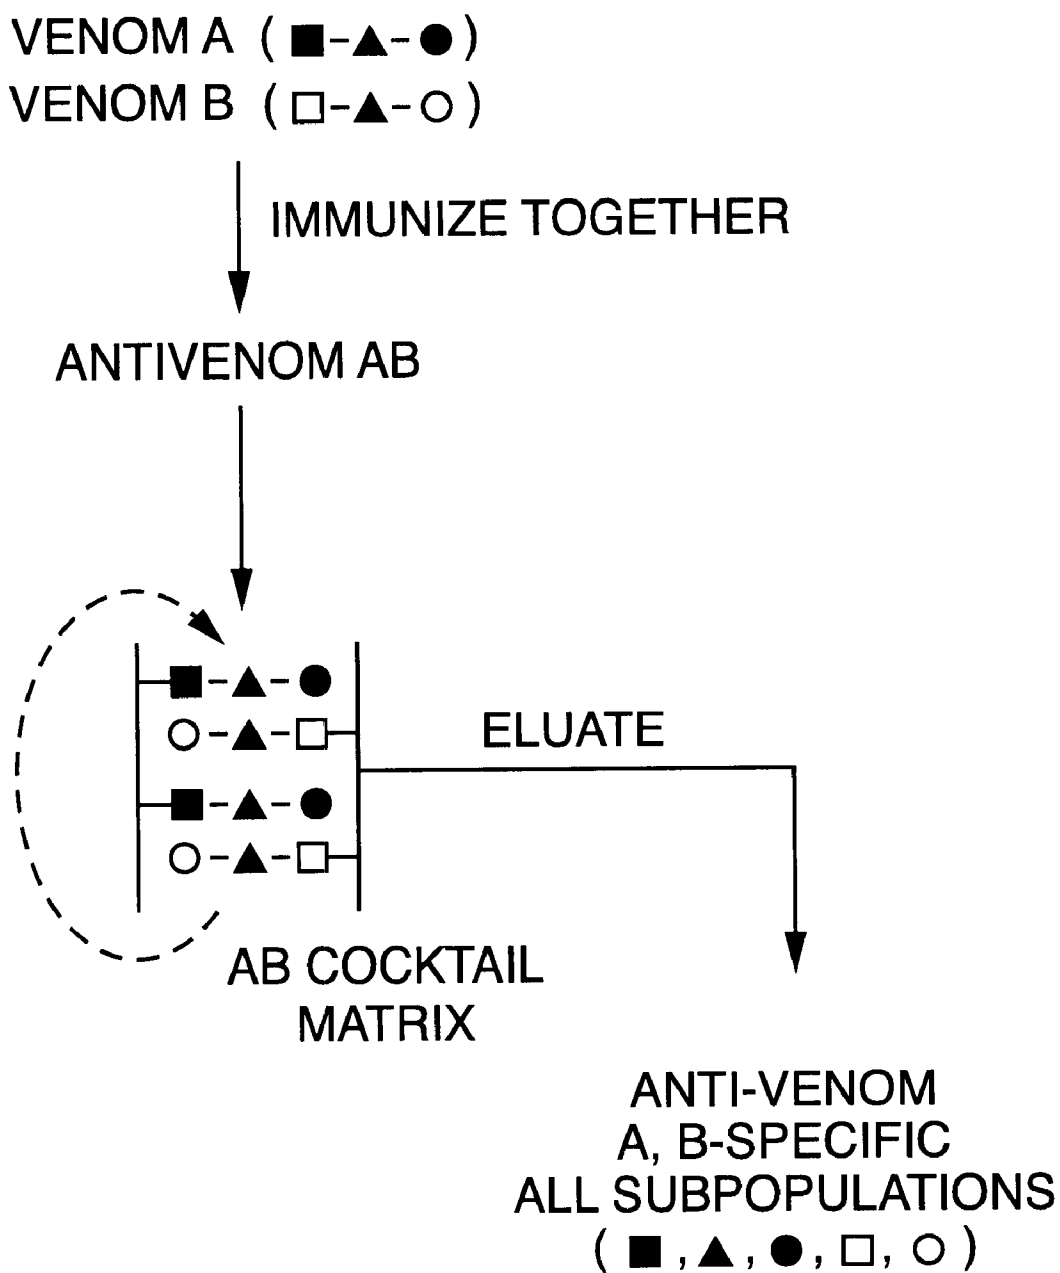 VENOM A (■-▲-●)
VENOM B (□-▲-○)
IMMUNIZE TOGETHER
ANTIVENOM AB
ELUATE
AB COCKTAIL
MATRIX
ANTI-VENOM
A, B-SPECIFIC
ALL SUBPOPULATIONS
(■,▲,●,□,○)